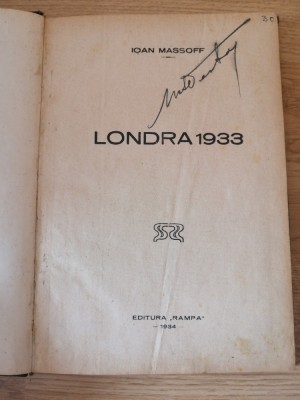 IOAN MASSOFF
LONDRA 1933
EDITURA „RAMPA"
— 1934 —